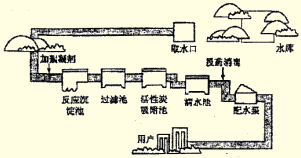 取水口
水库
加混凝剂
投药消毒
反应沉
淀池
过滤池
活性炭
吸附池
清水池
配水泵
用户